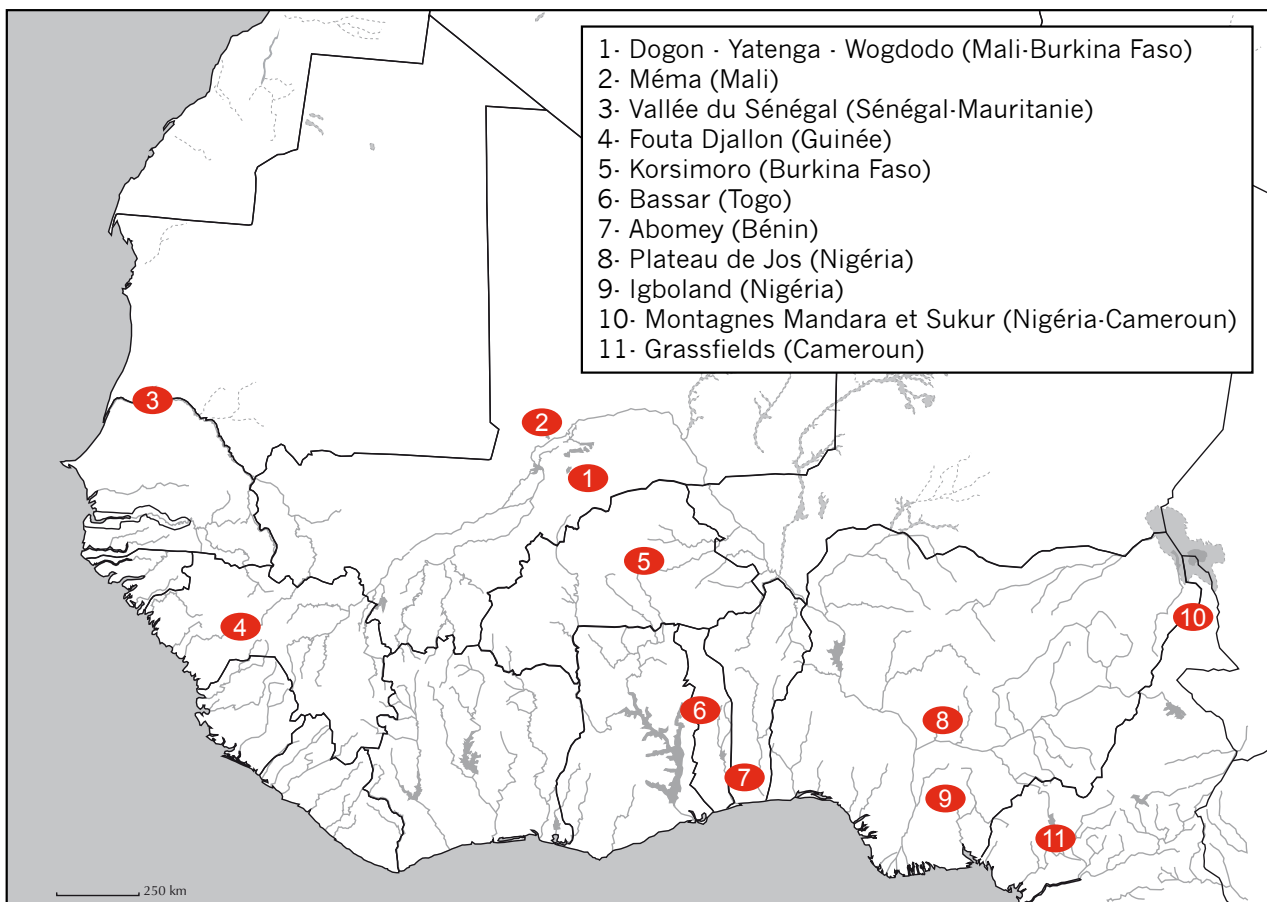 1- Dogon - Yatenga - Wogdodo (Mali-Burkina Faso)
2- Méma (Mali)
3- Vallée du Sénégal (Sénégal-Mauritanie)
4- Fouta Djallon (Guinée)
5- Korsimoro (Burkina Faso)
6- Bassar (Togo)
7- Abomey (Bénin)
8- Plateau de Jos (Nigéria)
9- Igboland (Nigéria)
10- Montagnes Mandara et Sukur (Nigéria-Cameroun)
11- Grassfields (Cameroun)
3
2
1
5
10
4
6
8
7
9
11
250 km